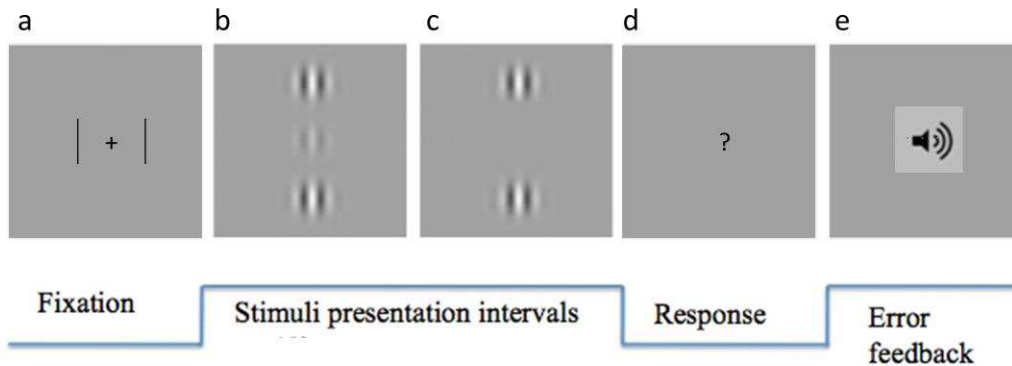 a b c d e
+
?
Fixation
Stimuli presentation intervals
Response
Error
feedback